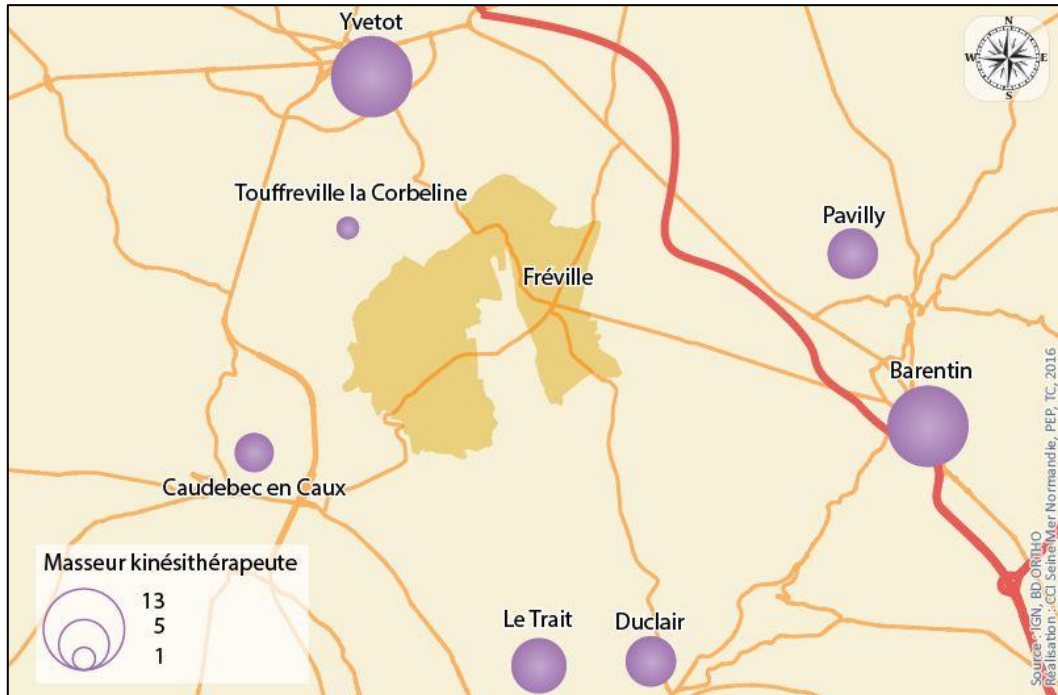 Yvetot
N
W E
S
Touffreville la Corbeline
Pavilly
Fréville
Barentin
Caudebec en Caux
Masseur kinésithérapeute
13
5
1
Le Trait
Duclair
Source : IGN, BD ORTHO
Réalisation : CCI Seine Mer Normandie, PEP, TC, 2016